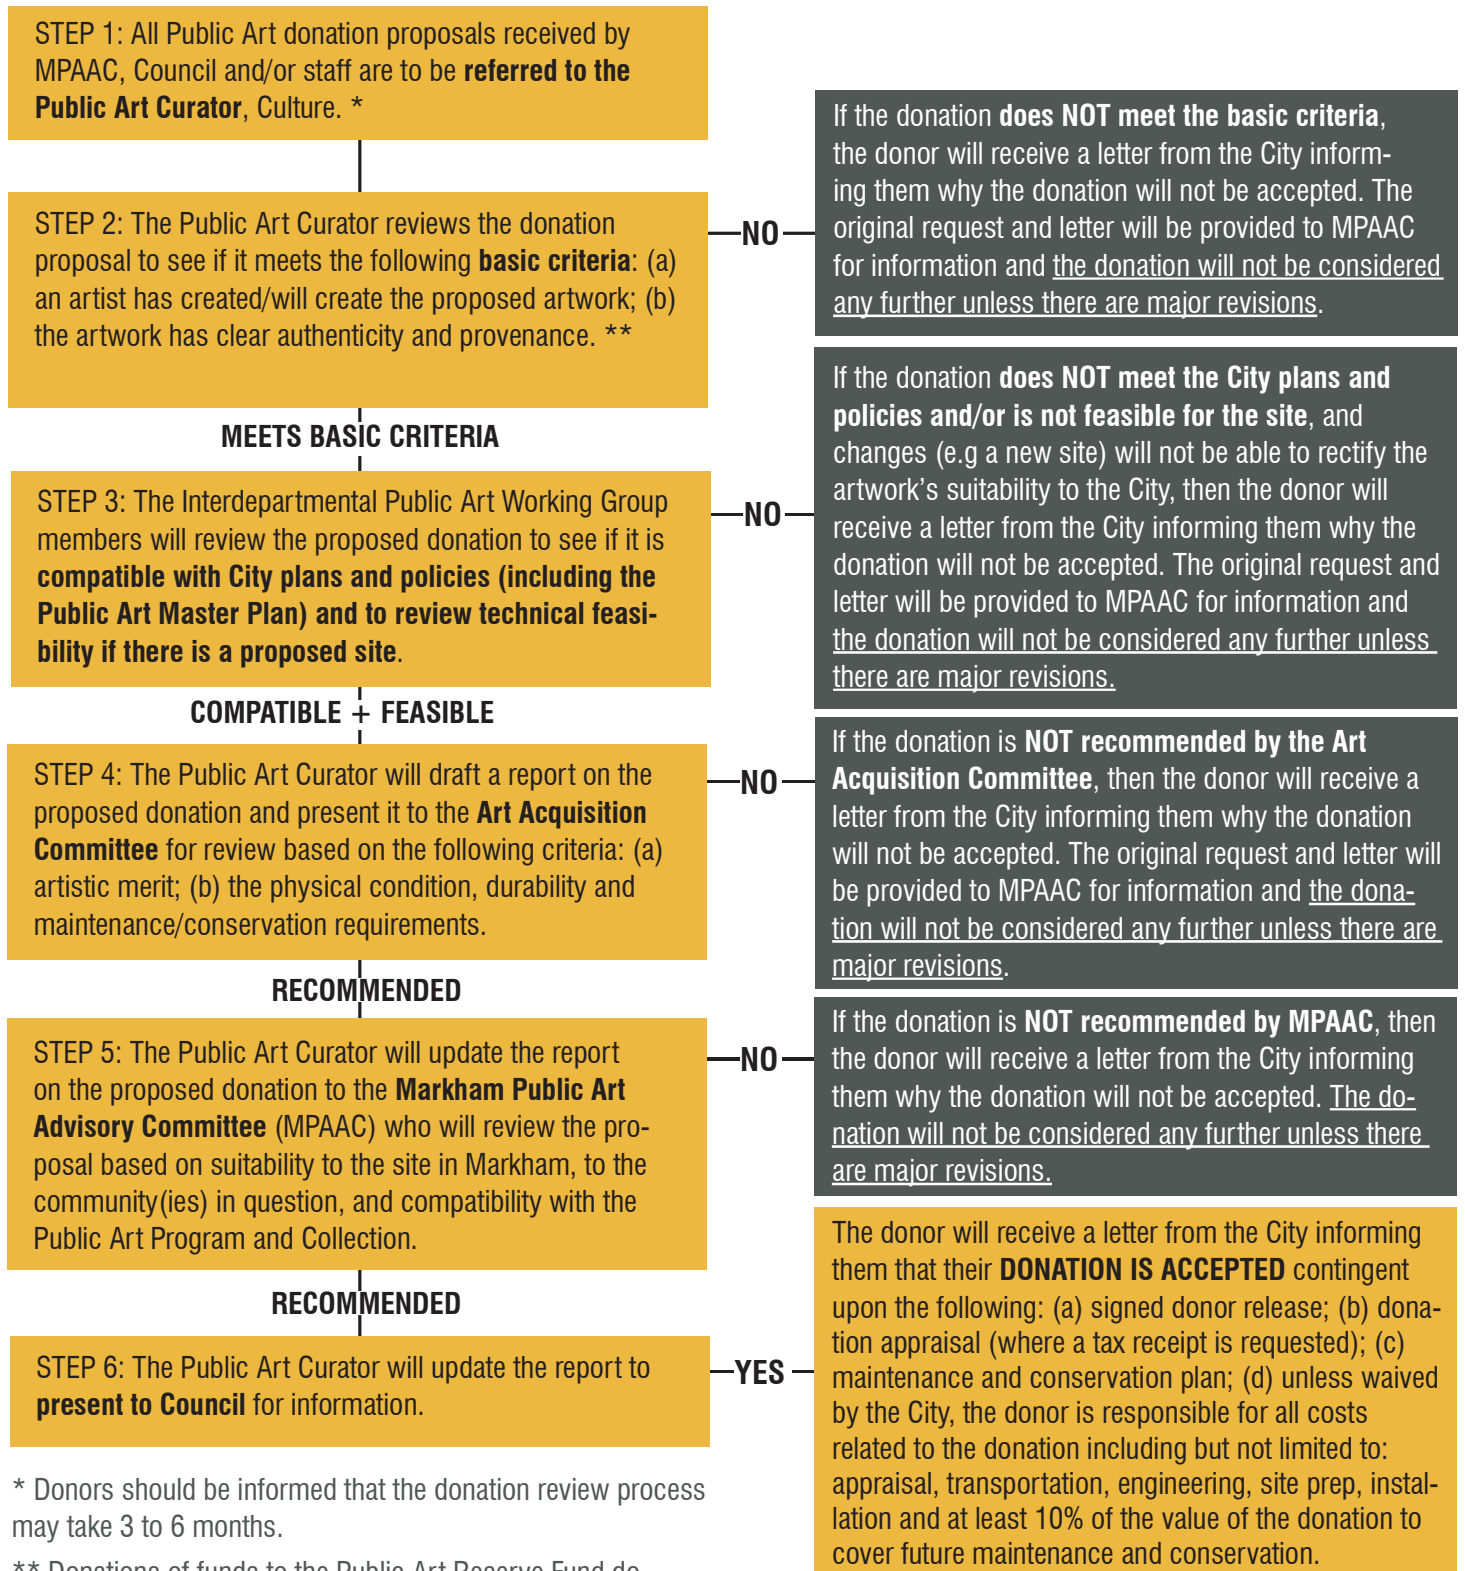 STEP 1: All Public Art donation proposals received by
MPAAC, Council and/or staff are to be referred to the
Public Art Curator, Culture. *
STEP 2: The Public Art Curator reviews the donation
proposal to see if it meets the following basic criteria: (a)
an artist has created/will create the proposed artwork; (b)
the artwork has clear authenticity and provenance. **
NO
If the donation does NOT meet the basic criteria,
the donor will receive a letter from the City inform-
ing them why the donation will not be accepted. The
original request and letter will be provided to MPAAC
for information and the donation will not be considered
any further unless there are major revisions.
MEETS BASIC CRITERIA
STEP 3: The Interdepartmental Public Art Working Group
members will review the proposed donation to see if it is
compatible with City plans and policies (including the
Public Art Master Plan) and to review technical feasi-
bility if there is a proposed site.
NO
If the donation does NOT meet the City plans and
policies and/or is not feasible for the site, and
changes (e.g a new site) will not be able to rectify the
artwork's suitability to the City, then the donor will
receive a letter from the City informing them why the
donation will not be accepted. The original request and
letter will be provided to MPAAC for information and
the donation will not be considered any further unless
there are major revisions.
COMPATIBLE + FEASIBLE
STEP 4: The Public Art Curator will draft a report on the
proposed donation and present it to the Art Acquisition
Committee for review based on the following criteria: (a)
artistic merit; (b) the physical condition, durability and
maintenance/conservation requirements.
NO
If the donation is NOT recommended by the Art
Acquisition Committee, then the donor will receive a
letter from the City informing them why the donation
will not be accepted. The original request and letter will
be provided to MPAAC for information and the dona-
tion will not be considered any further unless there are
major revisions.
RECOMMENDED
STEP 5: The Public Art Curator will update the report
on the proposed donation to the Markham Public Art
Advisory Committee (MPAAC) who will review the pro-
posal based on suitability to the site in Markham, to the
community(ies) in question, and compatibility with the
Public Art Program and Collection.
NO
If the donation is NOT recommended by MPAAC, then
the donor will receive a letter from the City informing
them why the donation will not be accepted. The do-
nation will not be considered any further unless there
are major revisions.
RECOMMENDED
STEP 6: The Public Art Curator will update the report to
present to Council for information.
YES
The donor will receive a letter from the City informing
them that their DONATION IS ACCEPTED contingent
upon the following: (a) signed donor release; (b) dona-
tion appraisal (where a tax receipt is requested); (c)
maintenance and conservation plan; (d) unless waived
by the City, the donor is responsible for all costs
related to the donation including but not limited to:
appraisal, transportation, engineering, site prep, instal-
lation and at least 10% of the value of the donation to
cover future maintenance and conservation.
* Donors should be informed that the donation review process
may take 3 to 6 months.
** Donations of funds to the Public Art Reserve Fund do